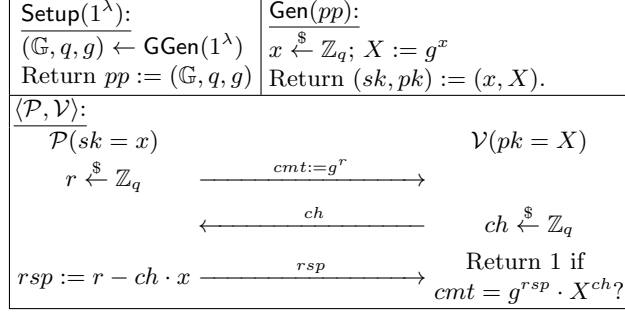 Setup(1^λ):
(𝔾, q, g) ← GGen(1^λ)
Return pp := (𝔾, q, g)
Gen(pp):
x ←$ ℤ_q; X := g^x
Return (sk, pk) := (x, X).
⟨𝒫, 𝒱⟩:
𝒫(sk = x) 𝒱(pk = X)
r ←$ ℤ_q cmt:=g^r
ch ch ←$ ℤ_q
rsp := r − ch · x rsp Return 1 if
cmt = g^{rsp} · X^{ch}?